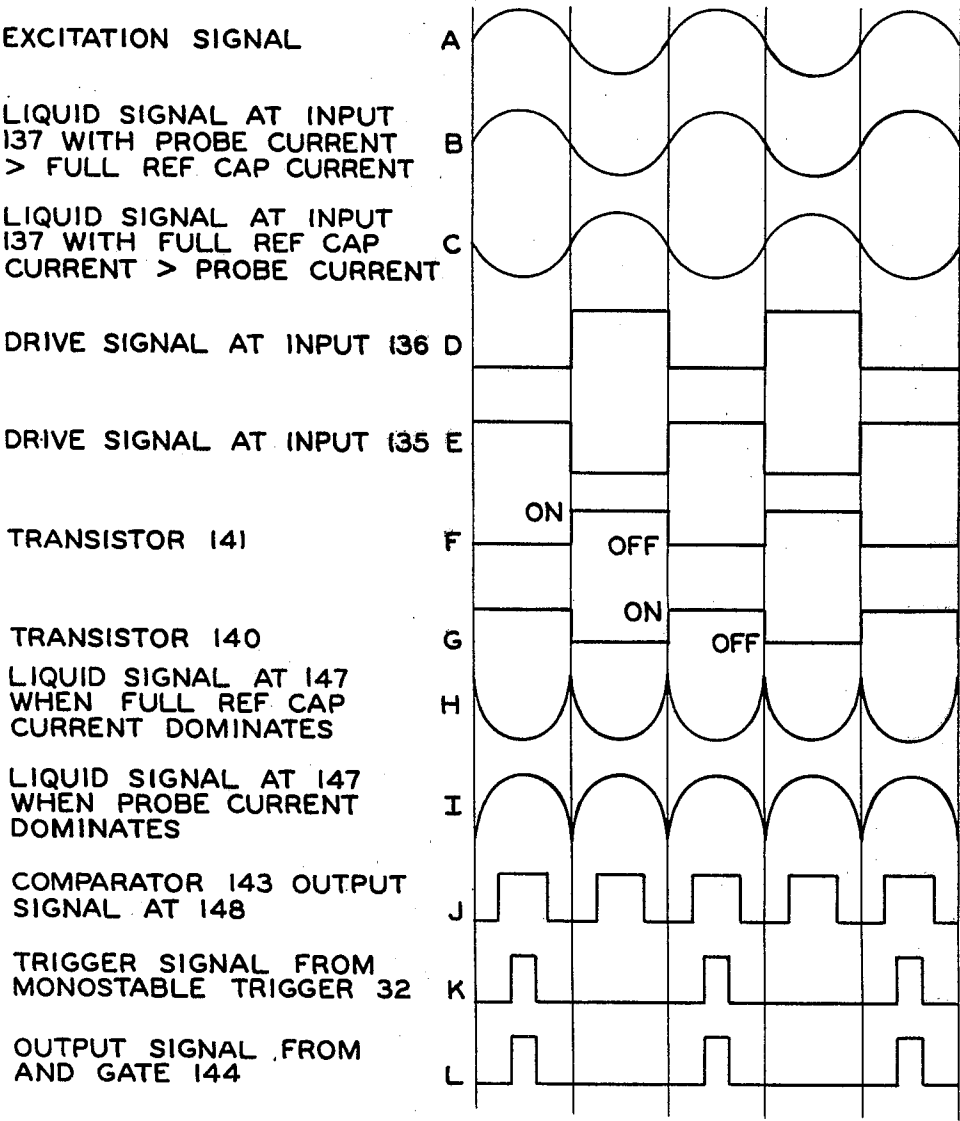 EXCITATION SIGNAL A
LIQUID SIGNAL AT INPUT
137 WITH PROBE CURRENT B
> FULL REF CAP CURRENT
LIQUID SIGNAL AT INPUT
137 WITH FULL REF CAP C
CURRENT > PROBE CURRENT
DRIVE SIGNAL AT INPUT 136 D
DRIVE SIGNAL AT INPUT 135 E
ON
TRANSISTOR 141 F OFF
ON
TRANSISTOR 140 G OFF
LIQUID SIGNAL AT 147
WHEN FULL REF CAP H
CURRENT DOMINATES
LIQUID SIGNAL AT 147
WHEN PROBE CURRENT I
DOMINATES
COMPARATOR 143 OUTPUT
SIGNAL AT 148 J
TRIGGER SIGNAL FROM
MONOSTABLE TRIGGER 32 K
OUTPUT SIGNAL FROM
AND GATE 144 L